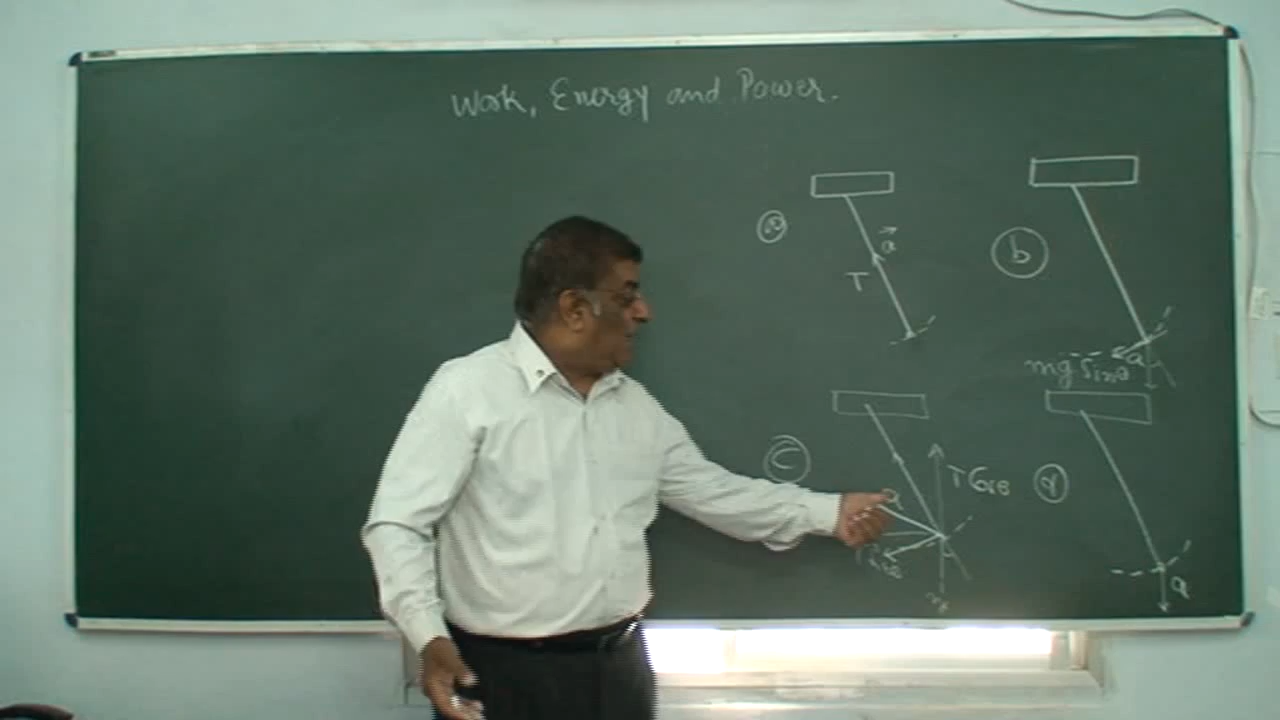 Work, Energy and Power.
a
a
T
b
mg Sinθ
a
c
a
T Cosθ
d
a